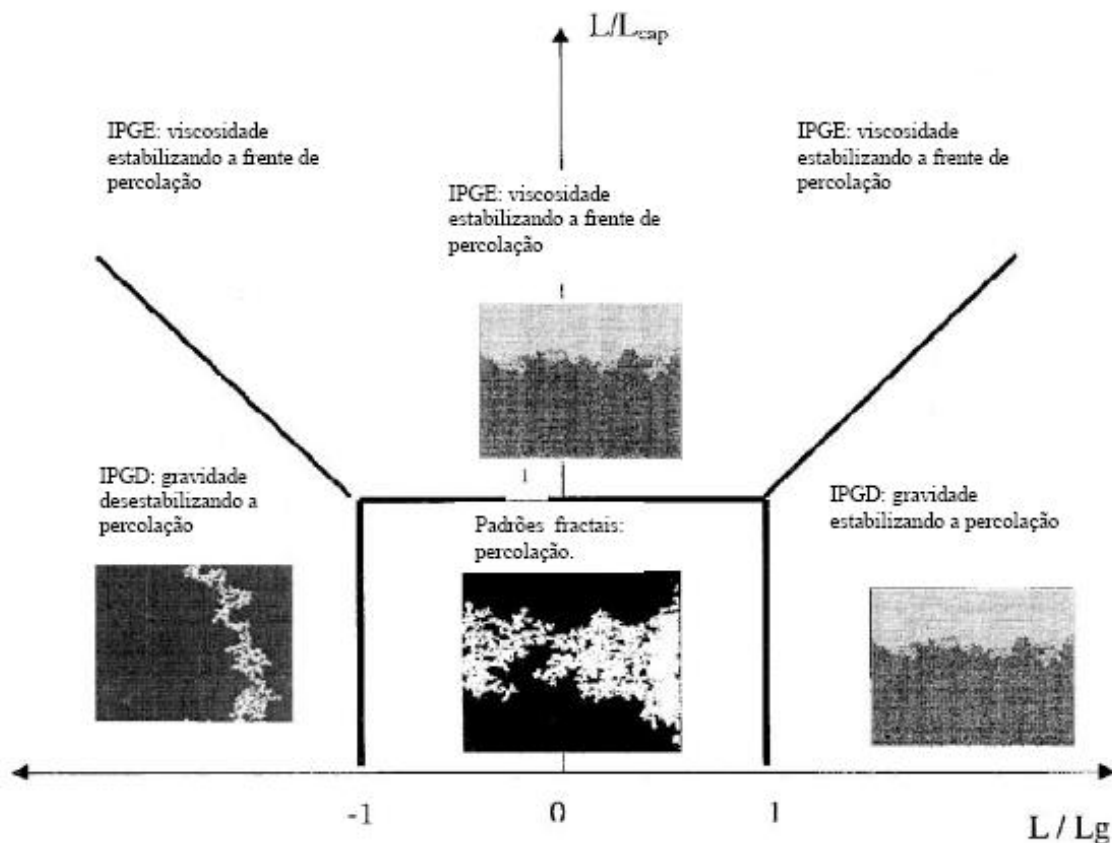 L/Lcap
IPGE: viscosidade
estabilizando a frente de
percolação
IPGE: viscosidade
estabilizando a frente de
percolação
IPGE: viscosidade
estabilizando a frente de
percolação
1
IPGD: gravidade
desestabilizando a
percolação
Padrões fractais:
percolação.
IPGD: gravidade
estabilizando a percolação
-1
0
1
L / Lg